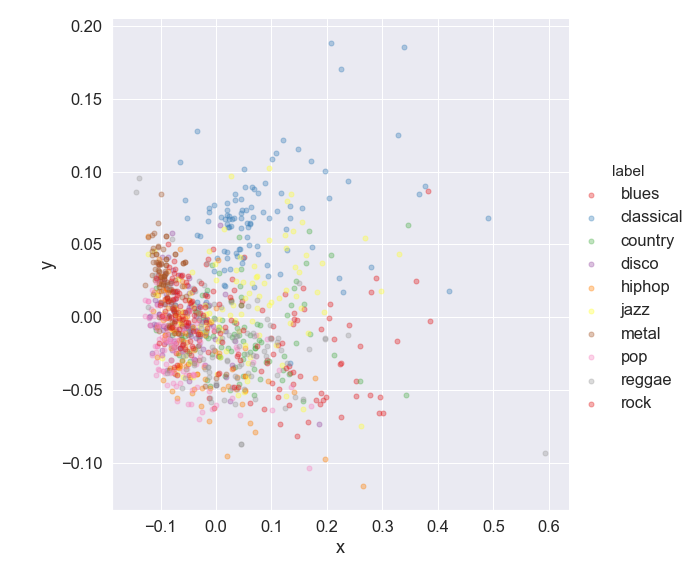 0.20
0.15
0.10
0.05
0.00
−0.05
−0.10
y
−0.1 0.0 0.1 0.2 0.3 0.4 0.5 0.6
x
label
blues
classical
country
disco
hiphop
jazz
metal
pop
reggae
rock